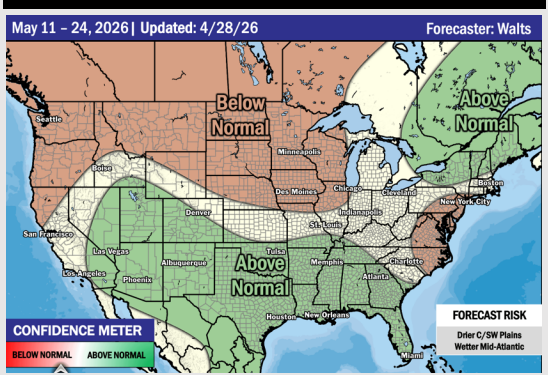 May 11 – 24, 2026 | Updated: 4/28/26
Forecaster: Walts
Seattle
Below
Normal
Above
Normal
Minneapolis
Boise
Boston
Des Moines
Chicago
Cleveland
New York City
Denver
Indianapolis
San Francisco
St. Louis
Las Vegas
Tulsa
Albuquerque
Above
Normal
Memphis
Charlotte
Los Angeles
Phoenix
Atlanta
Houston
New Orleans
Miami
FORECAST RISK
Drier C/SW Plains
Wetter Mid-Atlantic
CONFIDENCE METER
BELOW NORMAL
ABOVE NORMAL